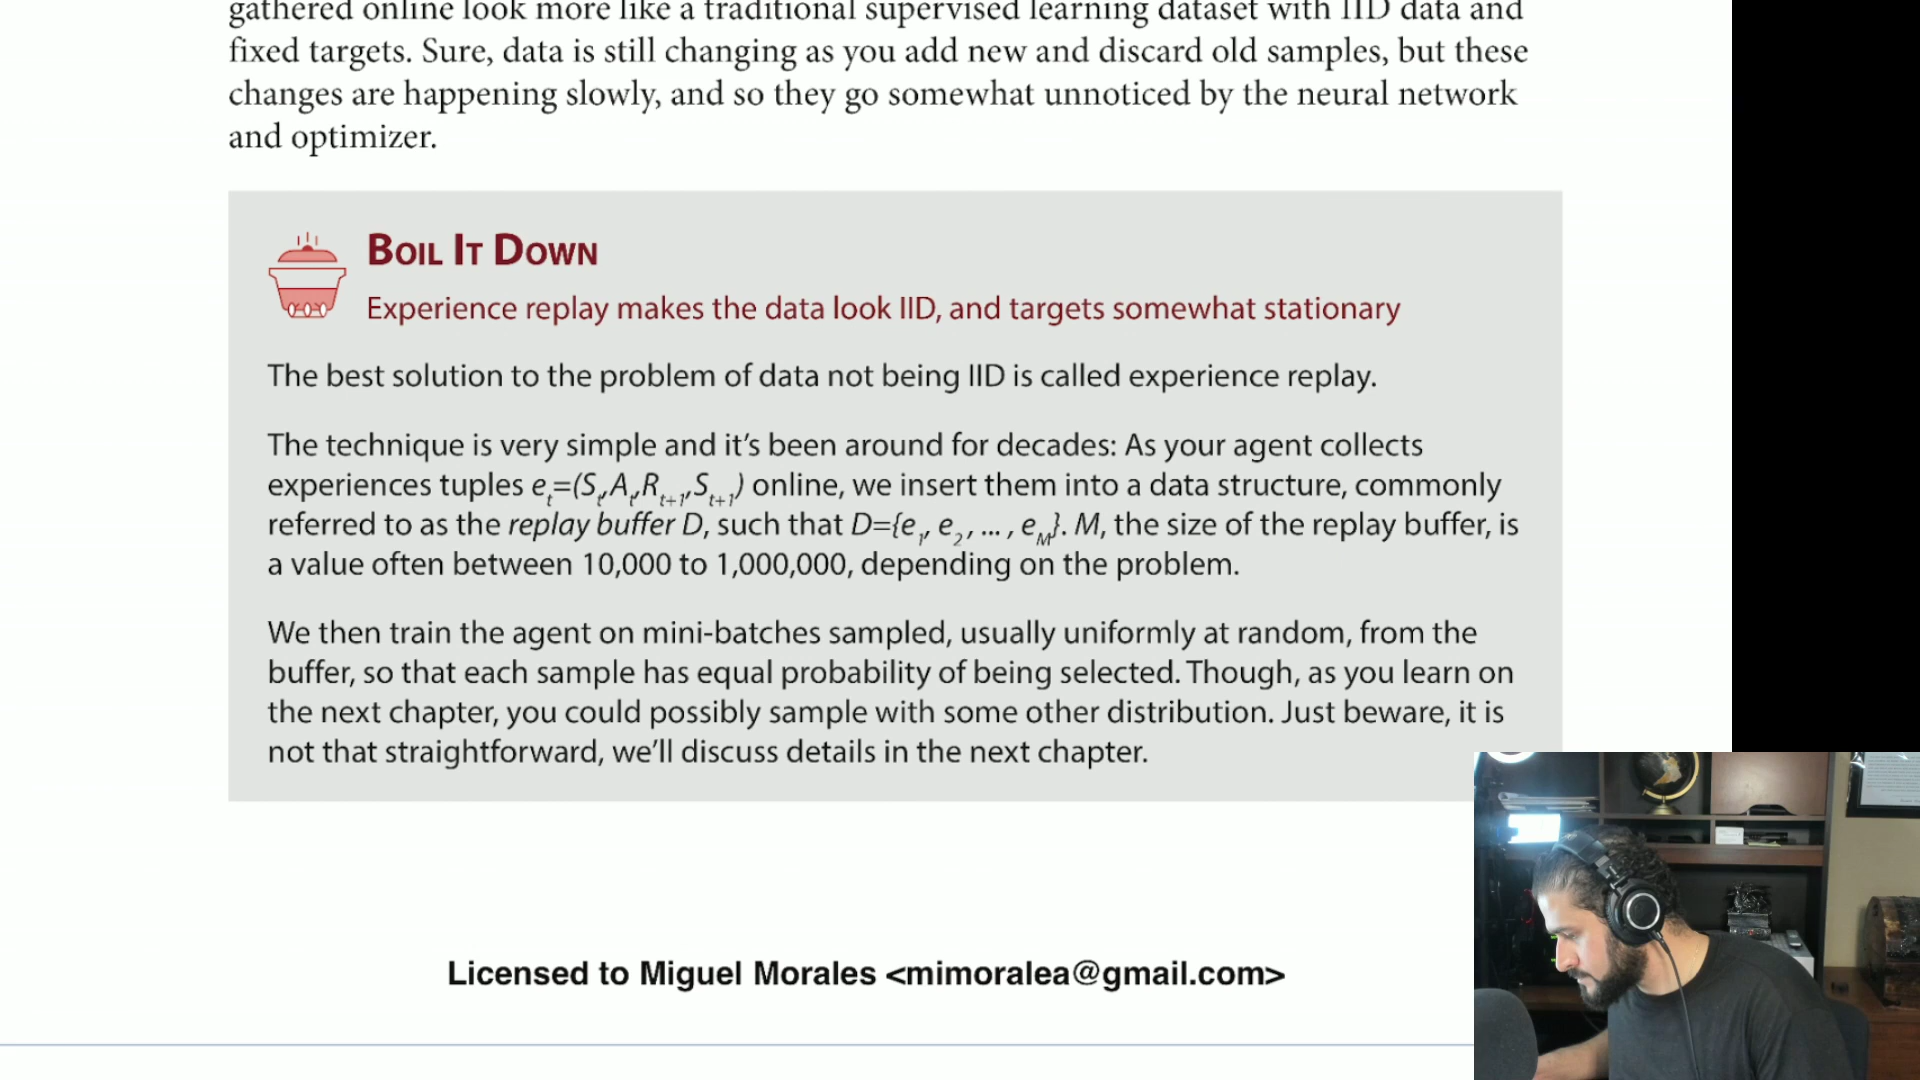 gathered online look more like a traditional supervised learning dataset with IID data and
fixed targets. Sure, data is still changing as you add new and discard old samples, but these
changes are happening slowly, and so they go somewhat unnoticed by the neural network
and optimizer.
BOIL IT DOWN
Experience replay makes the data look IID, and targets somewhat stationary
The best solution to the problem of data not being IID is called experience replay.
The technique is very simple and it's been around for decades: As your agent collects
experiences tuples e_t=(S_t,A_t,R_{t+1},S_{t+1}) online, we insert them into a data structure, commonly
referred to as the replay buffer D, such that D={e_1, e_2, ... , e_M}. M, the size of the replay buffer, is
a value often between 10,000 to 1,000,000, depending on the problem.
We then train the agent on mini-batches sampled, usually uniformly at random, from the
buffer, so that each sample has equal probability of being selected. Though, as you learn on
the next chapter, you could possibly sample with some other distribution. Just beware, it is
not that straightforward, we'll discuss details in the next chapter.
Licensed to Miguel Morales <mimoralea@gmail.com>